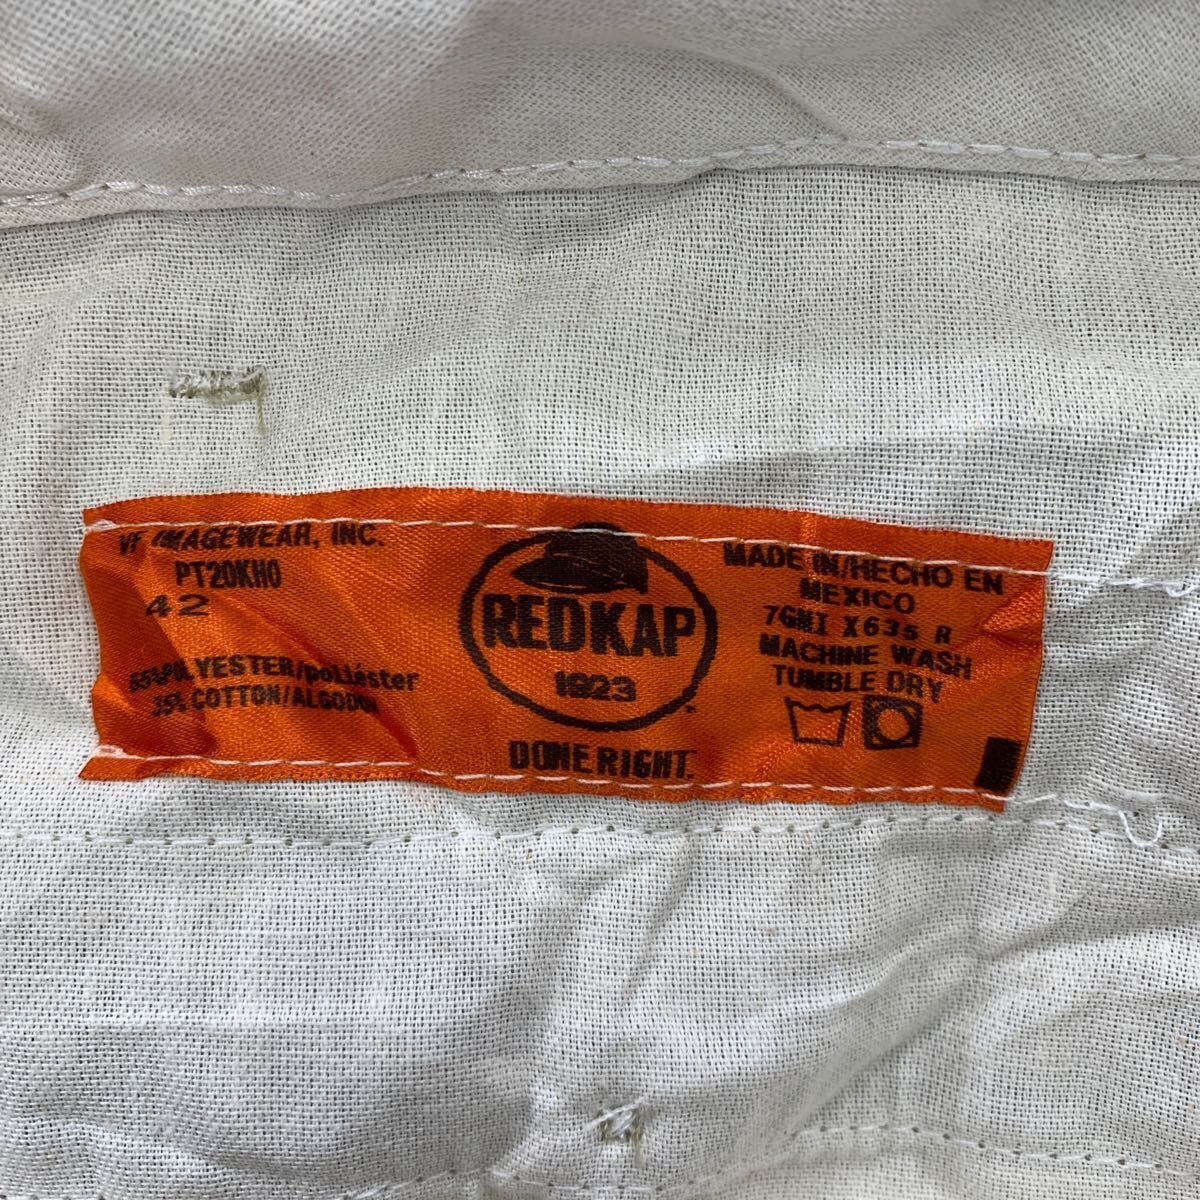 VF IMAGEWEAR, INC.
PT20KH0
42
65%POLYESTER/poliéster
35% COTTON/ALGODON
REDKAP
1923
DONE RIGHT.
MADE IN/HECHO EN
MEXICO
7GMI X635 R
MACHINE WASH
TUMBLE DRY